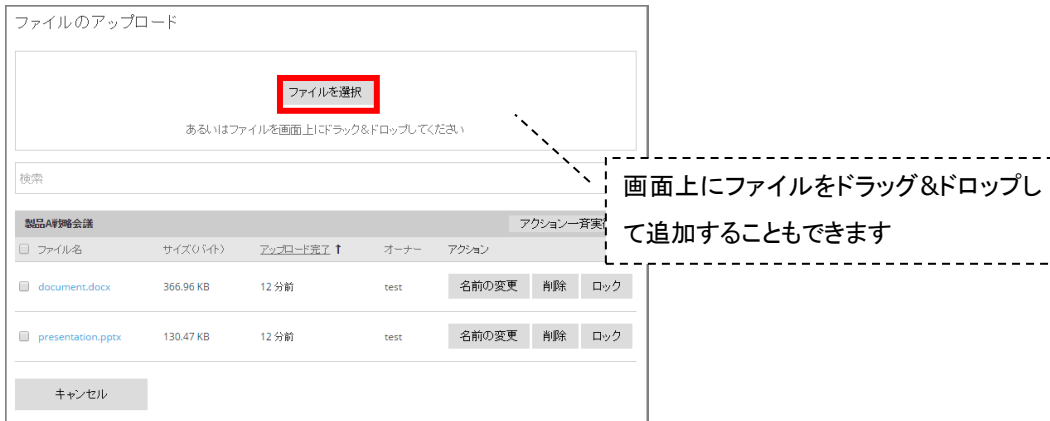 ファイルのアップロード
ファイルを選択
あるいはファイルを画面上にドラック&ドロップしてください
検索
画面上にファイルをドラッグ&ドロップし
て追加することもできます
製品A戦略会議 アクション一斉実
ファイル名 サイズ(バイト) アップロード完了 ↑ オーナー アクション
document.docx 366.96 KB 12 分前 test 名前の変更 削除 ロック
presentation.pptx 130.47 KB 12 分前 test 名前の変更 削除 ロック
キャンセル